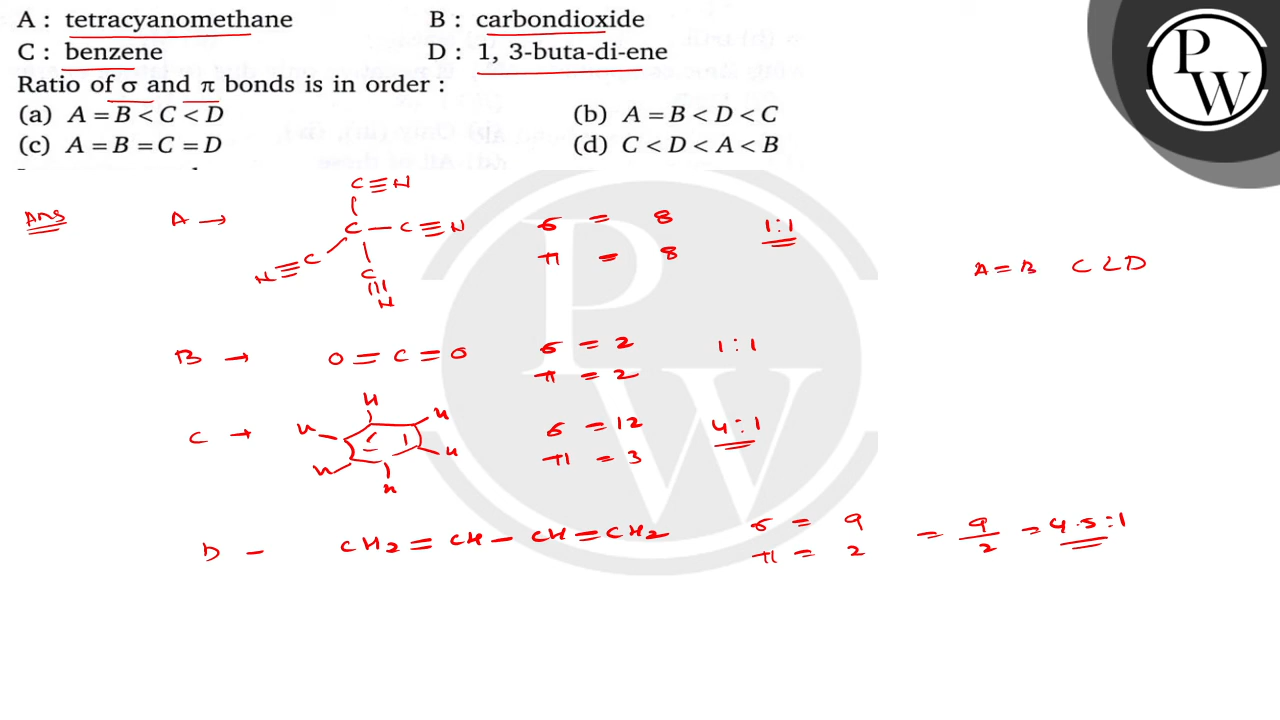 A : tetracyanomethane B : carbondioxide
C : benzene D : 1, 3-buta-di-ene
Ratio of σ and π bonds is in order :
(a) A = B < C < D (b) A = B < D < C
(c) A = B = C = D (d) C < D < A < B
PW
Ans A → C≡N
C – C≡N
N≡C
C
|||
N
σ = 8
π = 8
1:1
A = B C < D
B → O = C = O σ = 2 1:1
π = 2
C → H H H H H H σ = 12 4:1
π = 3
D – CH2 = CH – CH = CH2 σ = 9 = 9/2 = 4.5:1
π = 2
PW